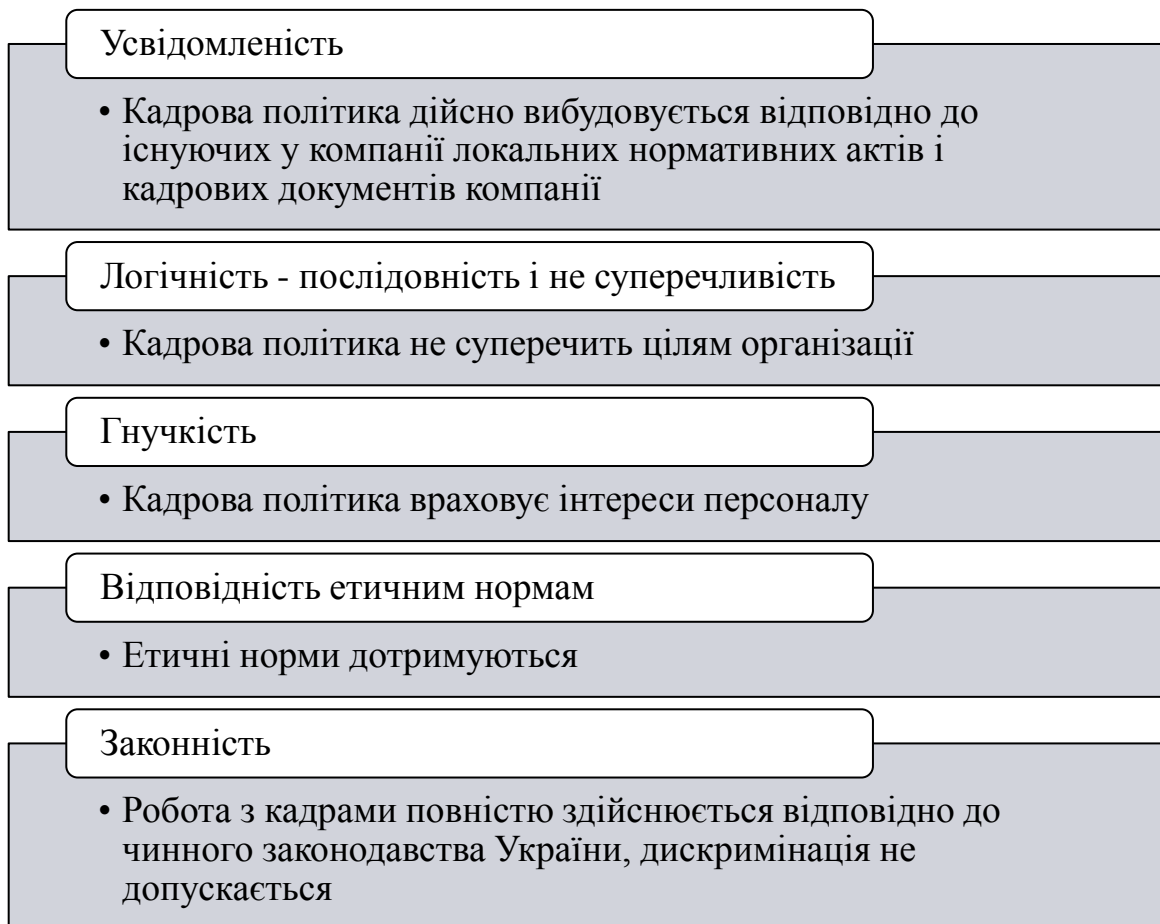 Усвідомленість
• Кадрова політика дійсно вибудовується відповідно до
існуючих у компанії локальних нормативних актів і
кадрових документів компанії
Логічність - послідовність і не суперечливість
• Кадрова політика не суперечить цілям організації
Гнучкість
• Кадрова політика враховує інтереси персоналу
Відповідність етичним нормам
• Етичні норми дотримуються
Законність
• Робота з кадрами повністю здійснюється відповідно до
чинного законодавства України, дискримінація не
допускається